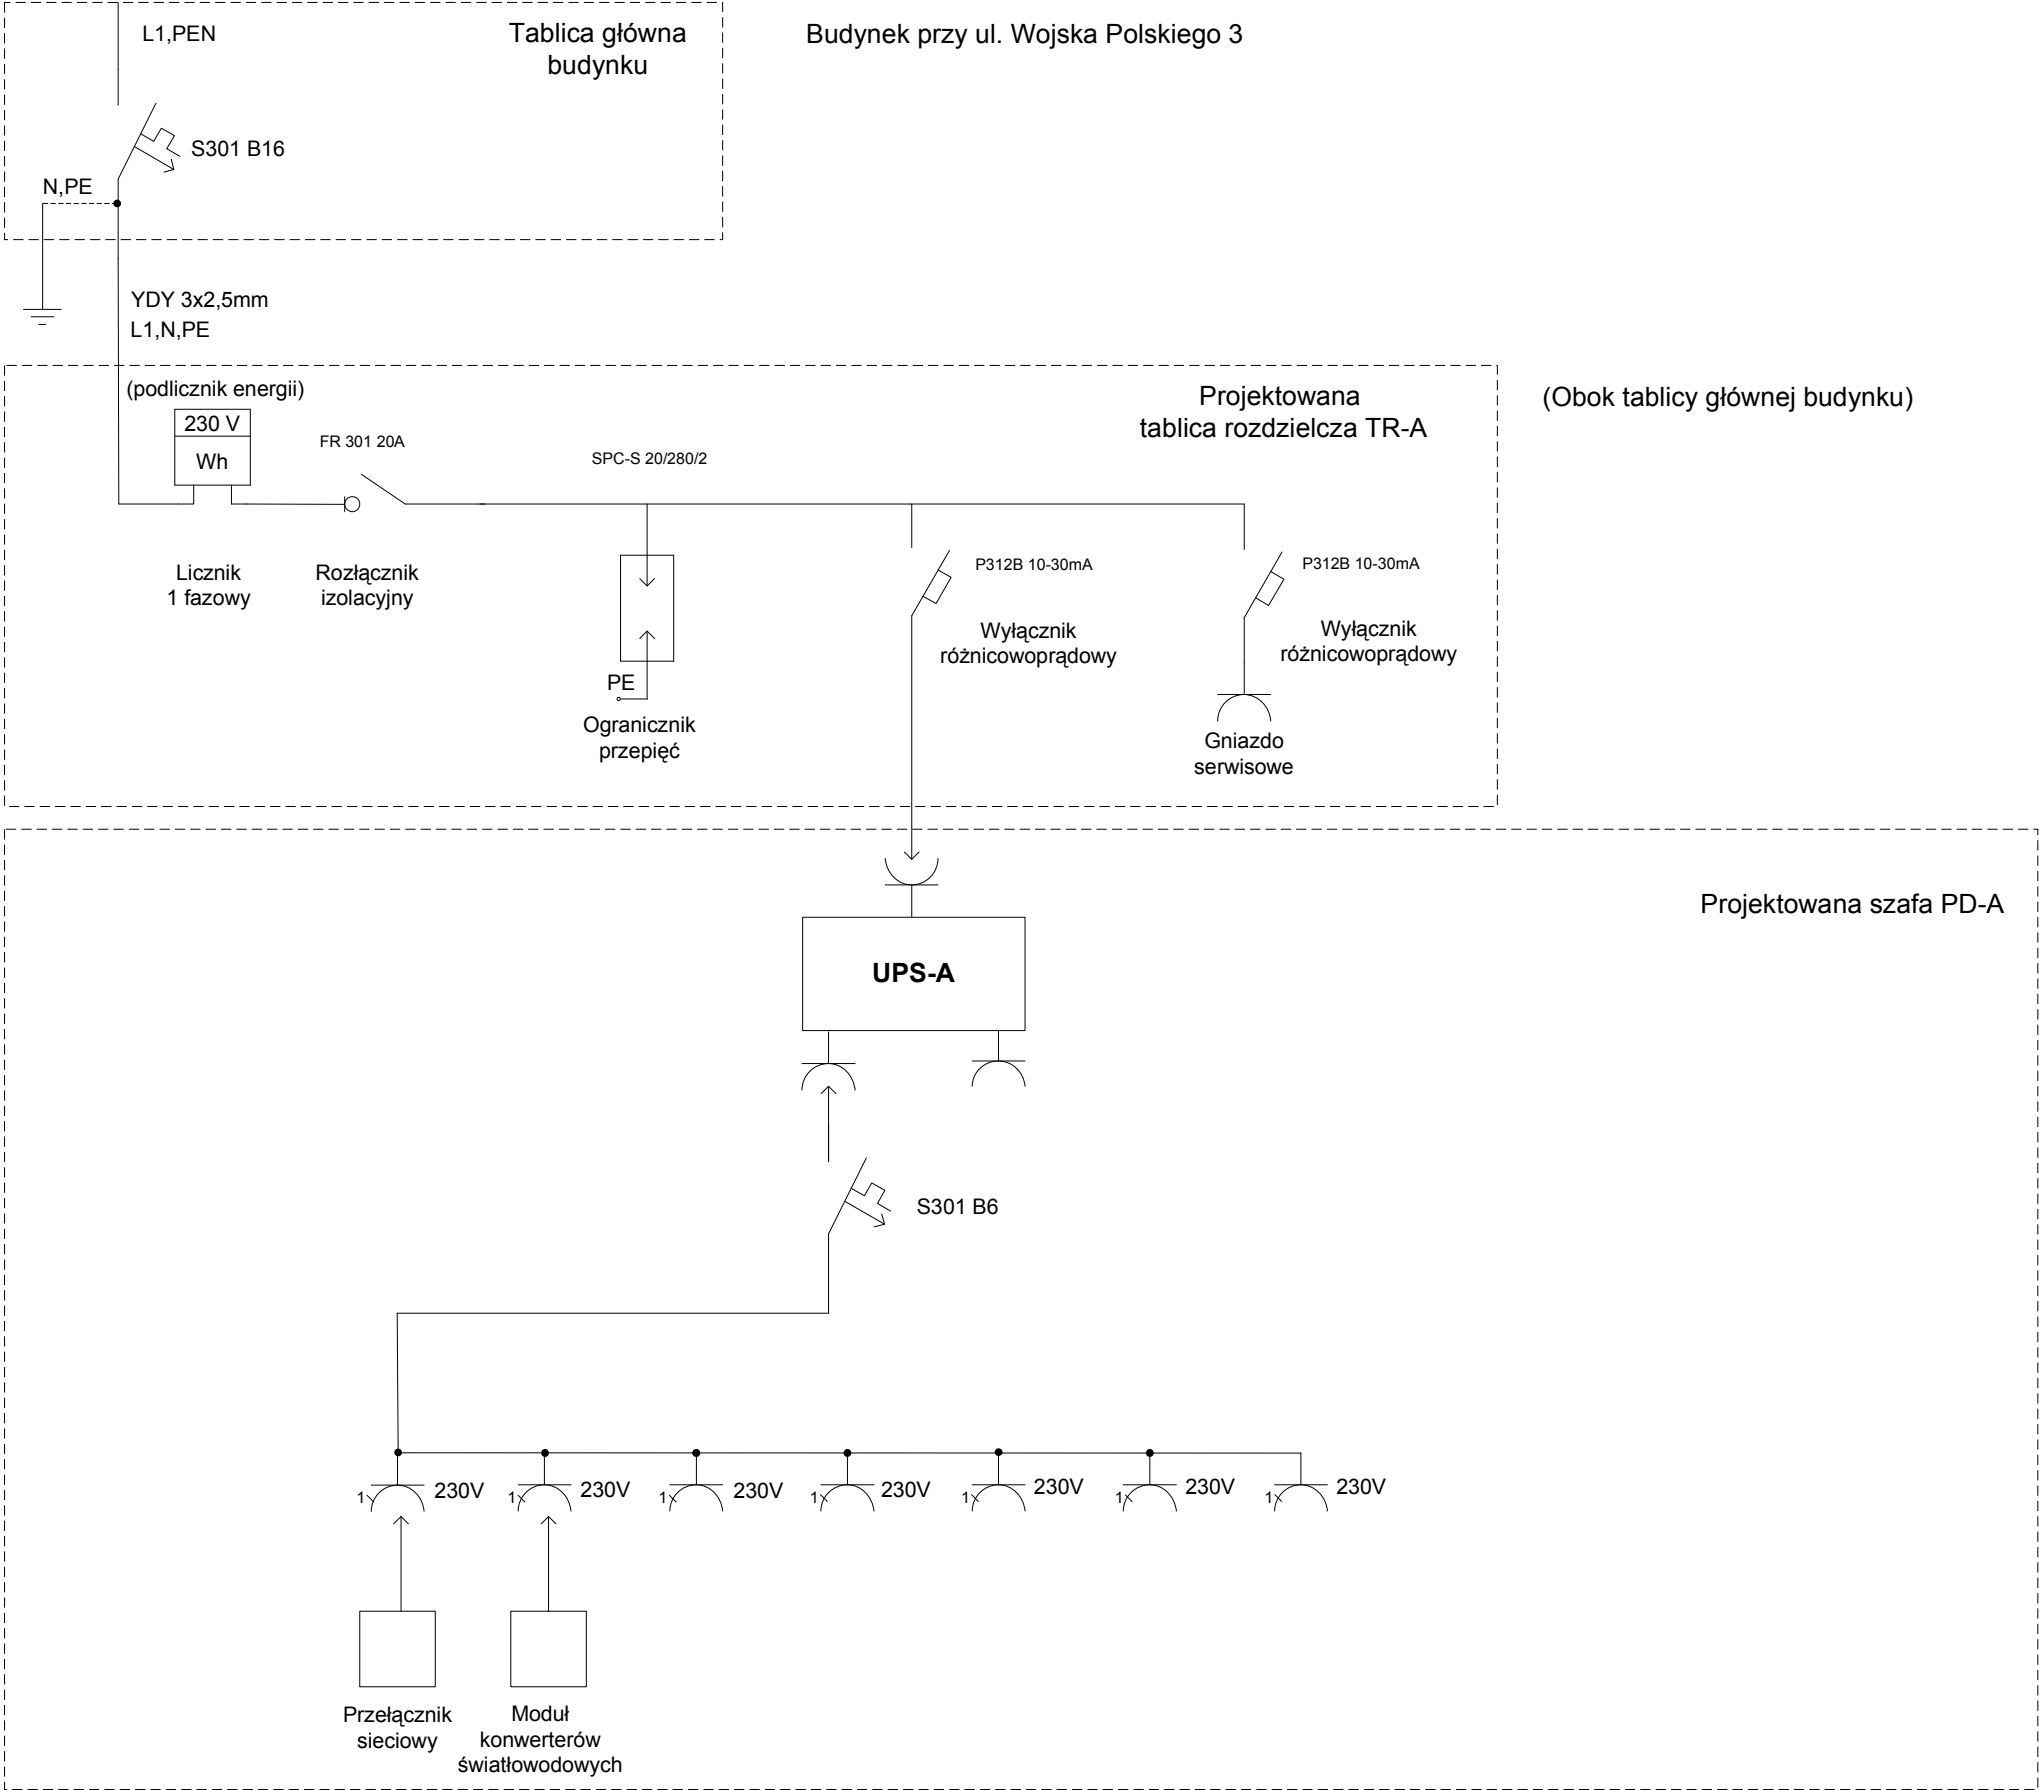 L1,PEN
Tablica główna
budynku
Budynek przy ul. Wojska Polskiego 3
S301 B16
N,PE
YDY 3x2,5mm
L1,N,PE
(podlicznik energii)
230 V
Wh
FR 301 20A
SPC-S 20/280/2
Projektowana
tablica rozdzielcza TR-A
(Obok tablicy głównej budynku)
Licznik
1 fazowy
Rozłącznik
izolacyjny
P312B 10-30mA
Wyłącznik
różnicowoprądowy
P312B 10-30mA
Wyłącznik
różnicowoprądowy
PE
Ogranicznik
przepięć
Gniazdo
serwisowe
Projektowana szafa PD-A
UPS-A
S301 B6
1 230V
1 230V
1 230V
1 230V
1 230V
1 230V
1 230V
Przełącznik
sieciowy
Moduł
konwerterów
światłowodowych